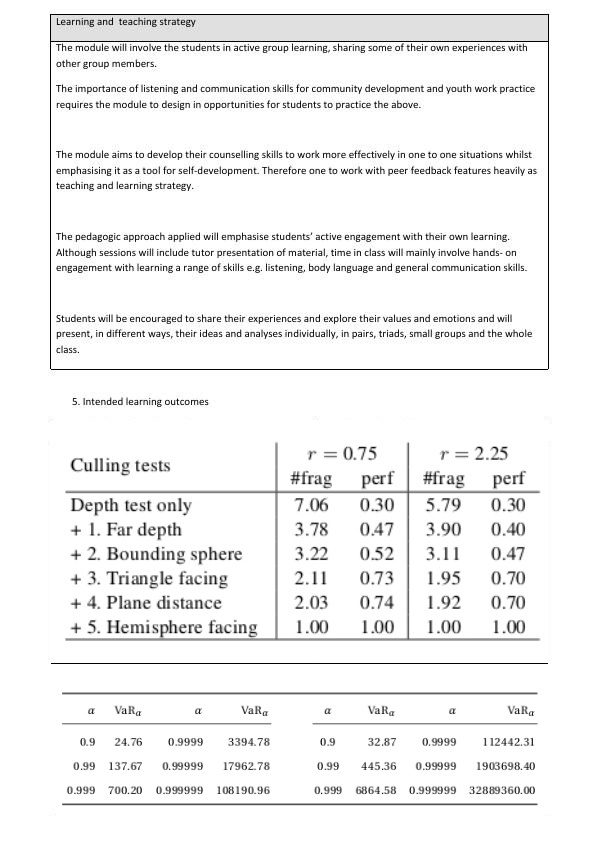 Learning and  teaching strategy
The module will involve the students in active group learning, sharing some of their own experiences with
other group members.
The importance of listening and communication skills for community development and youth work practice
requires the module to design in opportunities for students to practice the above.
The module aims to develop their counselling skills to work more effectively in one to one situations whilst
emphasising it as a tool for self-development. Therefore one to work with peer feedback features heavily as
teaching and learning strategy.
The pedagogic approach applied will emphasise students’ active engagement with their own learning.
Although sessions will include tutor presentation of material, time in class will mainly involve hands- on
engagement with learning a range of skills e.g. listening, body language and general communication skills.
Students will be encouraged to share their experiences and explore their values and emotions and will
present, in different ways, their ideas and analyses individually, in pairs, triads, small groups and the whole
class.
5. Intended learning outcomes
Culling tests r = 0.75 r = 2.25
#frag perf #frag perf
Depth test only 7.06 0.30 5.79 0.30
+ 1. Far depth 3.78 0.47 3.90 0.40
+ 2. Bounding sphere 3.22 0.52 3.11 0.47
+ 3. Triangle facing 2.11 0.73 1.95 0.70
+ 4. Plane distance 2.03 0.74 1.92 0.70
+ 5. Hemisphere facing 1.00 1.00 1.00 1.00
α VaRα α VaRα α VaRα α VaRα
0.9 24.76 0.9999 3394.78 0.9 32.87 0.9999 112442.31
0.99 137.67 0.99999 17962.78 0.99 445.36 0.99999 1903698.40
0.999 700.20 0.999999 108190.96 0.999 6864.58 0.999999 32889360.00